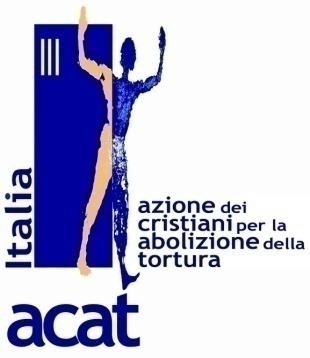 Italia
azione dei
cristiani per la
abolizione della
tortura
acat